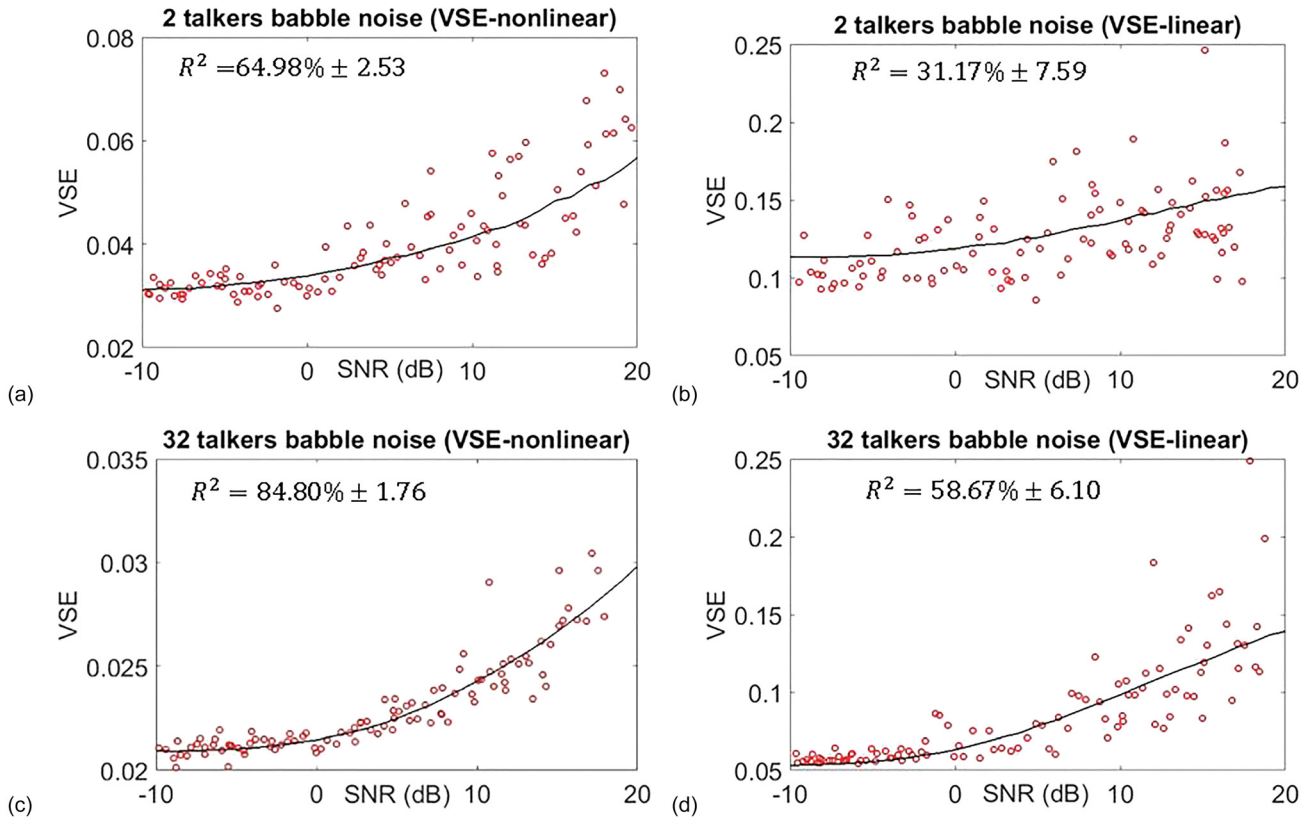 2 talkers babble noise (VSE-nonlinear)
R² =64.98% ± 2.53
0.08
0.06
0.04
0.02
VSE
-10 0 10 20
SNR (dB)
(a)
2 talkers babble noise (VSE-linear)
R² = 31.17% ± 7.59
0.25
0.2
0.15
0.1
0.05
VSE
-10 0 10 20
SNR (dB)
(b)
32 talkers babble noise (VSE-nonlinear)
R² = 84.80% ± 1.76
0.035
0.03
0.025
0.02
VSE
-10 0 10 20
SNR (dB)
(c)
32 talkers babble noise (VSE-linear)
R² = 58.67% ± 6.10
0.25
0.2
0.15
0.1
0.05
VSE
-10 0 10 20
SNR (dB)
(d)